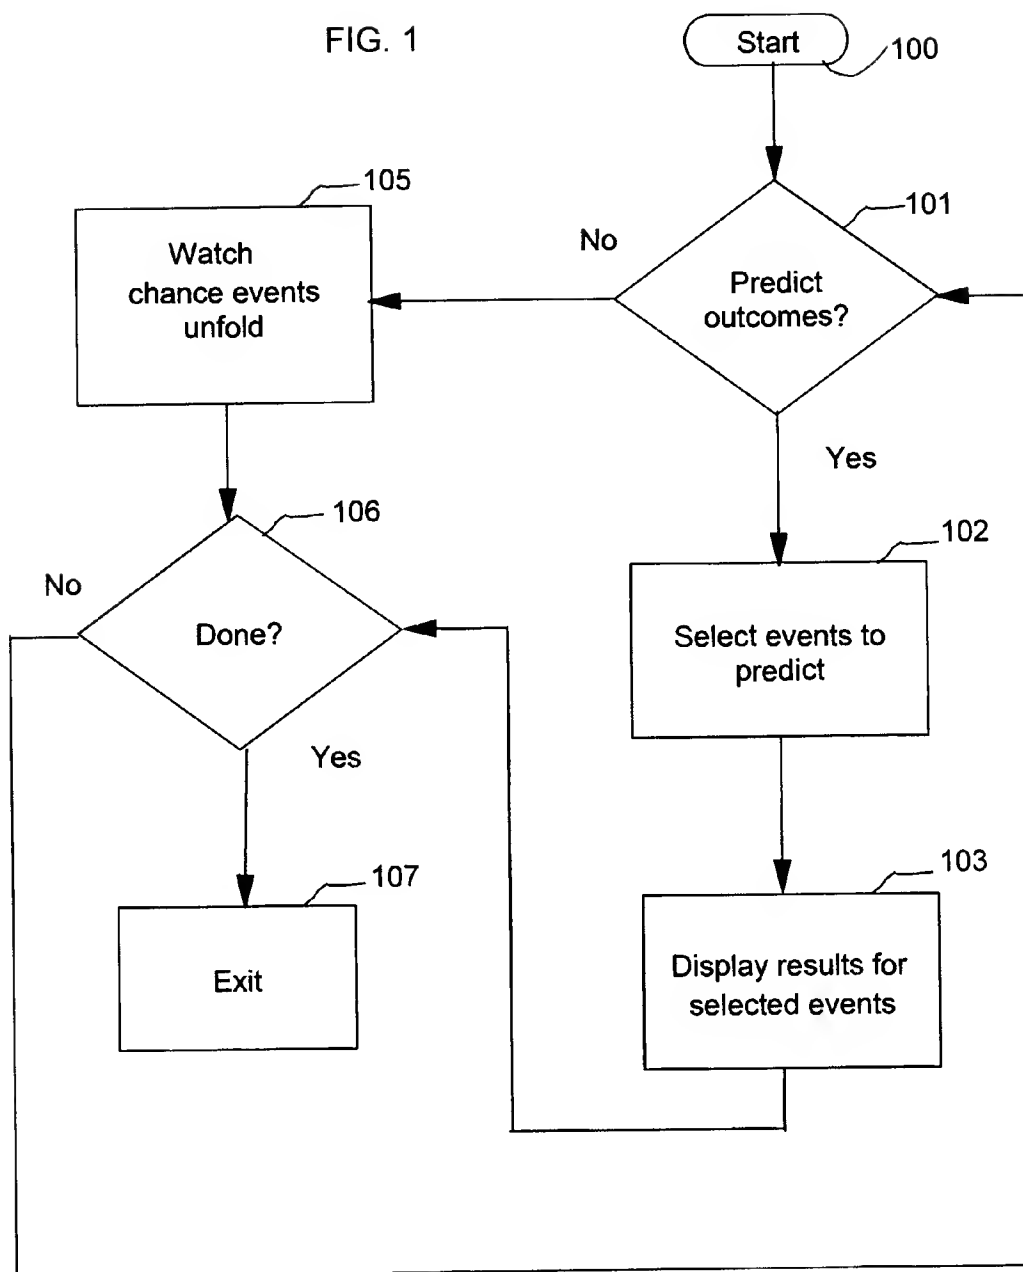 FIG. 1
Start
100
101
Predict
outcomes?
No
Yes
105
Watch
chance events
unfold
102
Select events to
predict
103
Display results for
selected events
106
Done?
No
Yes
107
Exit